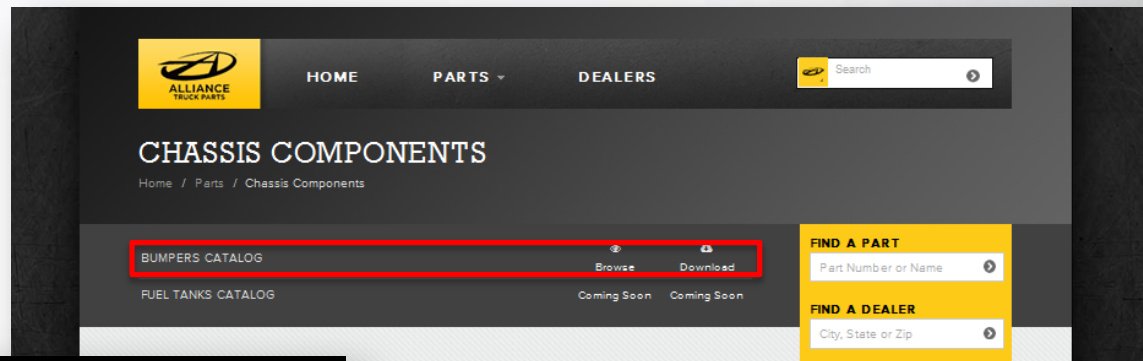 ALLIANCE
TRUCK PARTS
HOME PARTS DEALERS
Search
CHASSIS COMPONENTS
Home / Parts / Chassis Components
BUMPERS CATALOG Browse Download
FUEL TANKS CATALOG Coming Soon Coming Soon
FIND A PART
Part Number or Name
FIND A DEALER
City, State or Zip